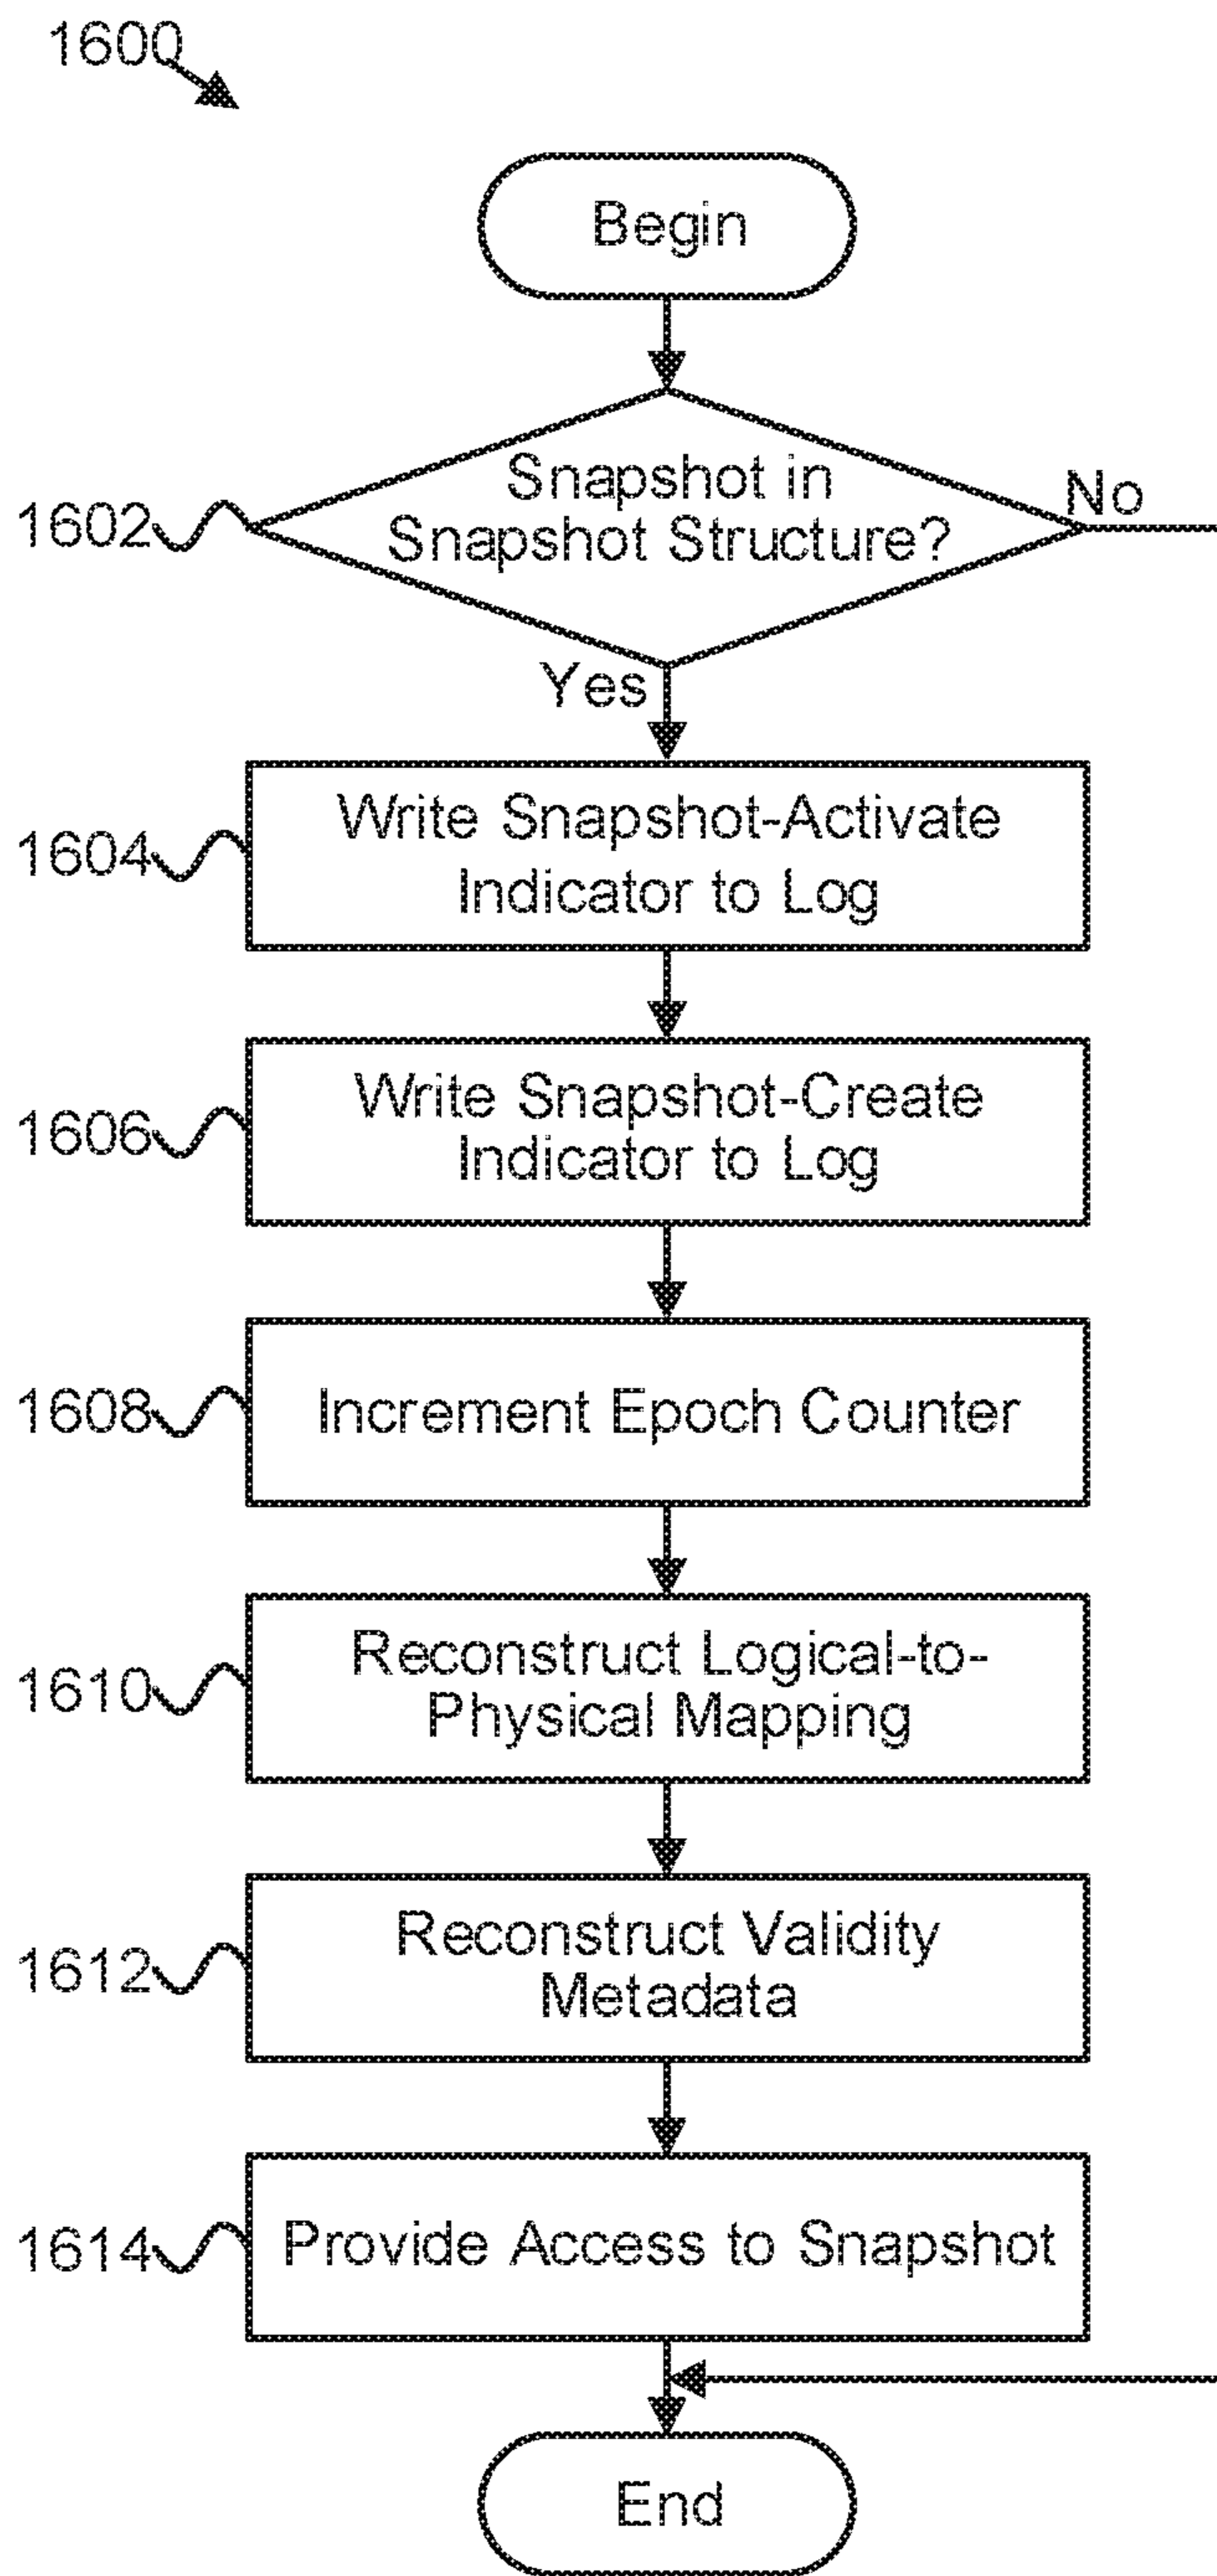 1600
Begin
Snapshot in
Snapshot Structure?
No
1602
Yes
Write Snapshot-Activate
Indicator to Log
1604
Write Snapshot-Create
Indicator to Log
1606
Increment Epoch Counter
1608
Reconstruct Logical-to-
Physical Mapping
1610
Reconstruct Validity
Metadata
1612
Provide Access to Snapshot
1614
End